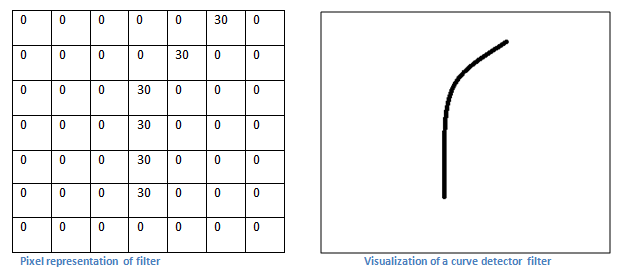 0 0 0 0 0 30 0
0 0 0 0 30 0 0
0 0 0 30 0 0 0
0 0 0 30 0 0 0
0 0 0 30 0 0 0
0 0 0 30 0 0 0
0 0 0 0 0 0 0
Pixel representation of filter
Visualization of a curve detector filter